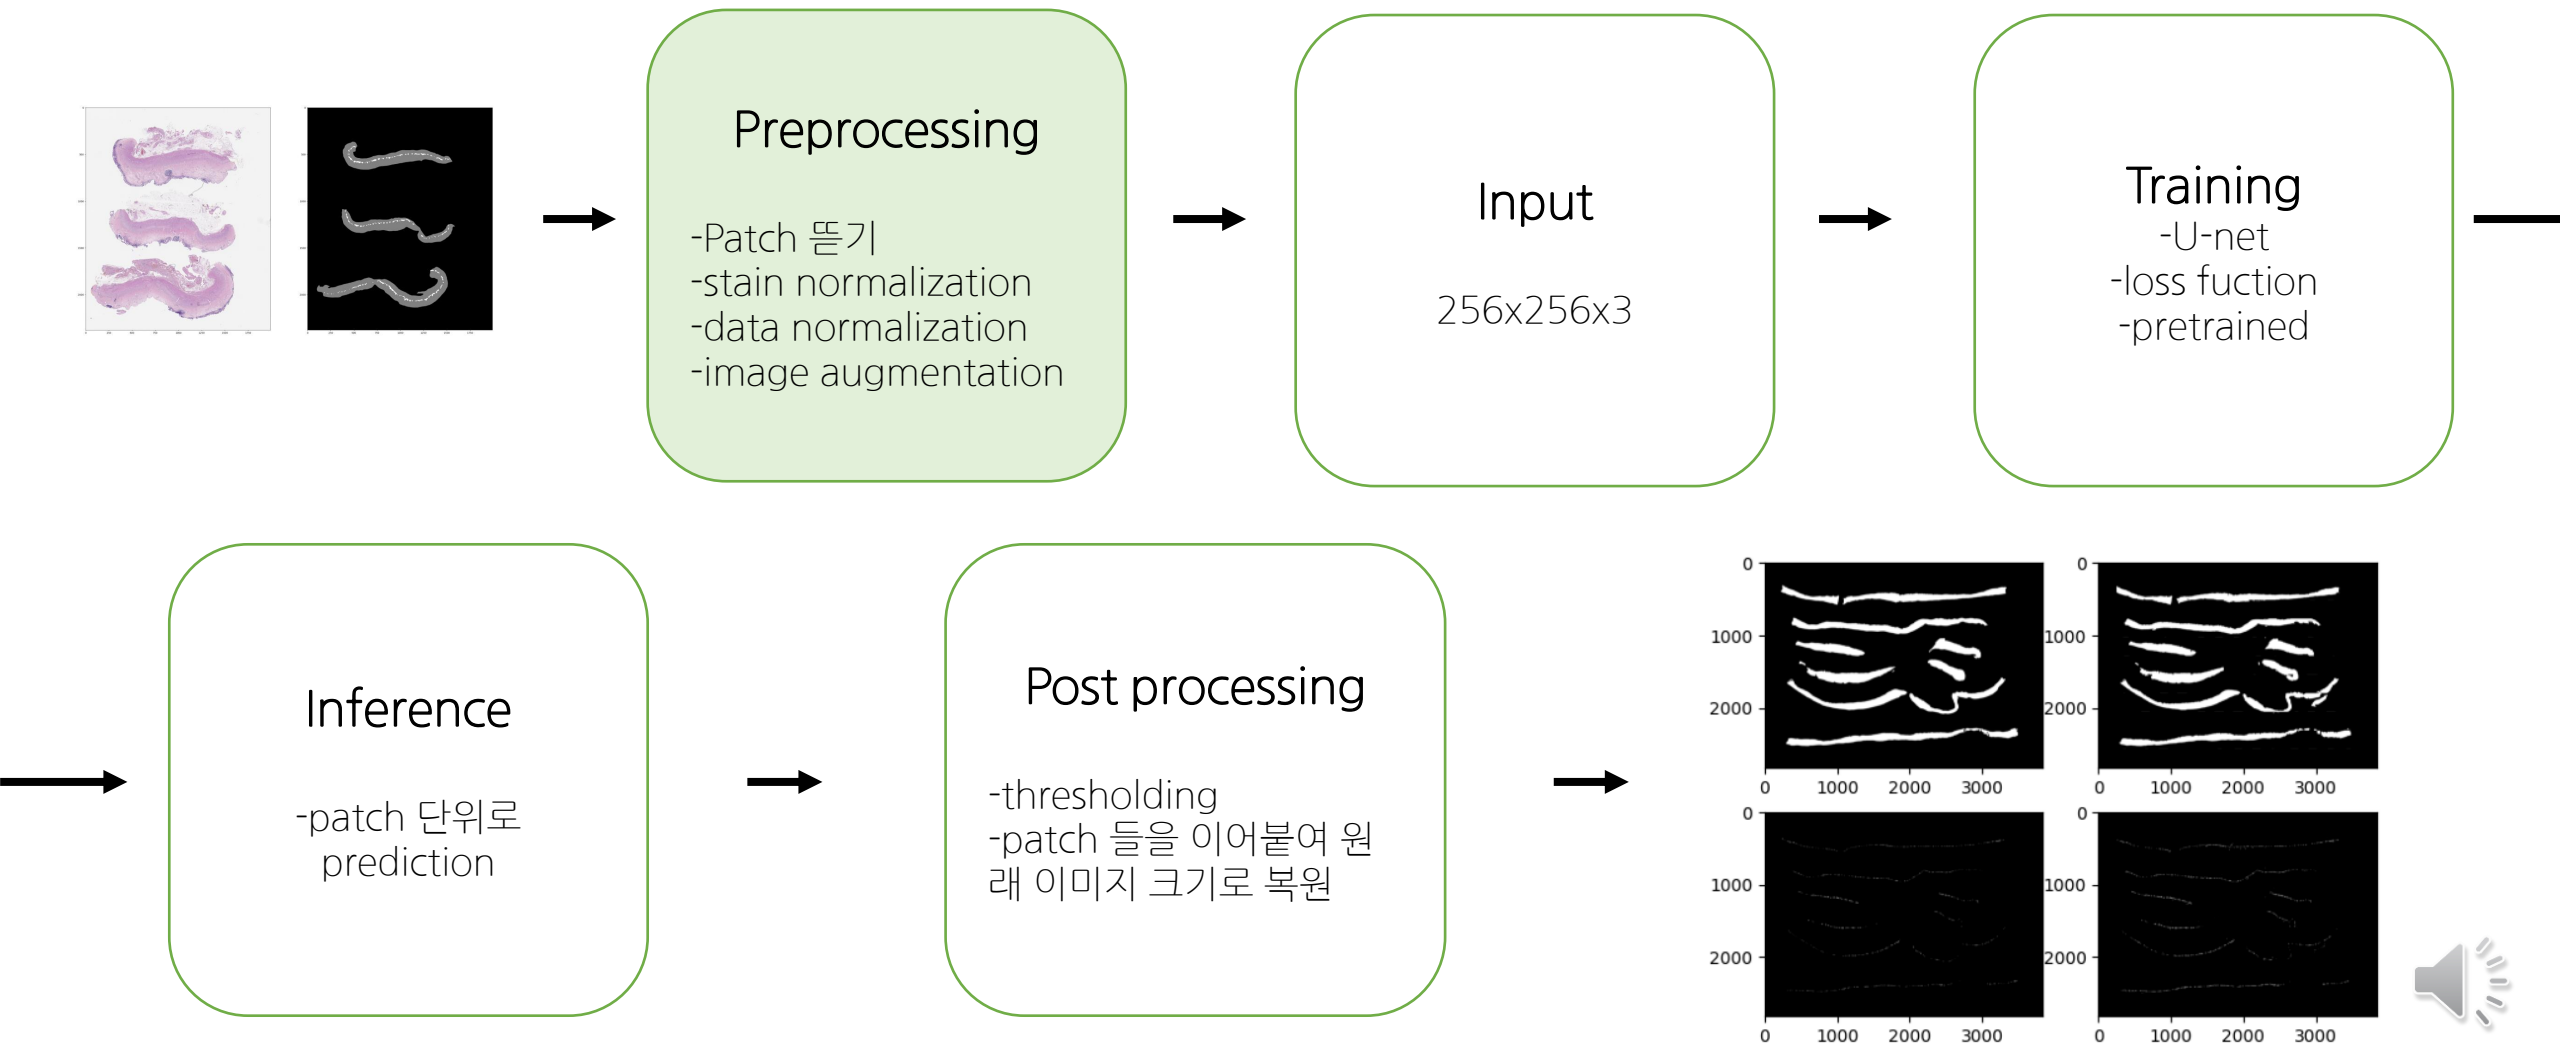 Preprocessing
-Patch 뜯기
-stain normalization
-data normalization
-image augmentation
Input
256x256x3
Training
-U-net
-loss fuction
-pretrained
Inference
-patch 단위로
prediction
Post processing
-thresholding
-patch 들을 이어붙여 원
래 이미지 크기로 복원
0
1000
2000
0 1000 2000 3000
0
1000
2000
0 1000 2000 3000
0
1000
2000
0 1000 2000 3000
0
1000
2000
0 1000 2000 3000